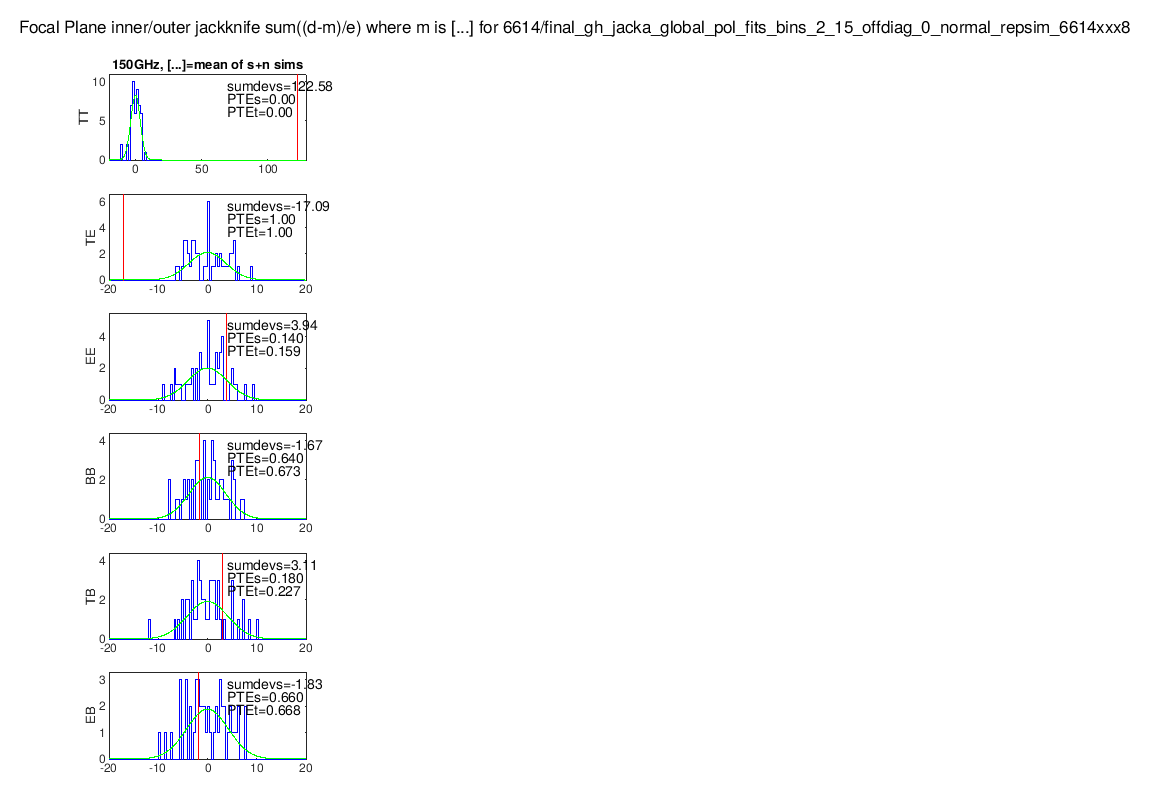 Focal Plane inner/outer jackknife sum((d-m)/e) where m is [...] for 6614/final_gh_jacka_global_pol_fits_bins_2_15_offdiag_0_normal_repsim_6614xxx8
150GHz, [...]=mean of s+n sims
TT
10
5
0
sumdevs=122.58
PTEs=0.00
PTEt=0.00
0 50 100
TE
6
4
2
0
sumdevs=-17.09
PTEs=1.00
PTEt=1.00
-20 -10 0 10 20
EE
4
2
0
sumdevs=3.94
PTEs=0.140
PTEt=0.159
-20 -10 0 10 20
BB
4
2
0
sumdevs=-1.67
PTEs=0.640
PTEt=0.673
-20 -10 0 10 20
TB
4
2
0
sumdevs=3.11
PTEs=0.180
PTEt=0.227
-20 -10 0 10 20
EB
3
2
1
0
sumdevs=-1.83
PTEs=0.660
PTEt=0.668
-20 -10 0 10 20